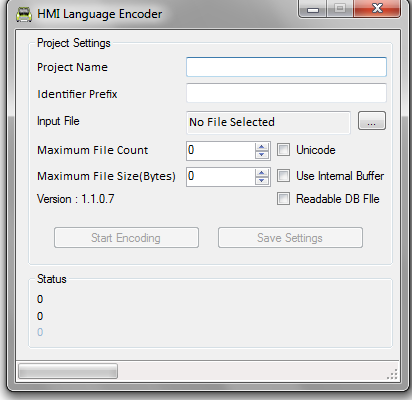 HMI Language Encoder
Project Settings
Project Name
Identifier Prefix
Input File No File Selected ...
Maximum File Count 0 Unicode
Maximum File Size(Bytes) 0 Use Internal Buffer
Version : 1.1.0.7 Readable DB FIle
Start Encoding Save Settings
Status
0
0
0